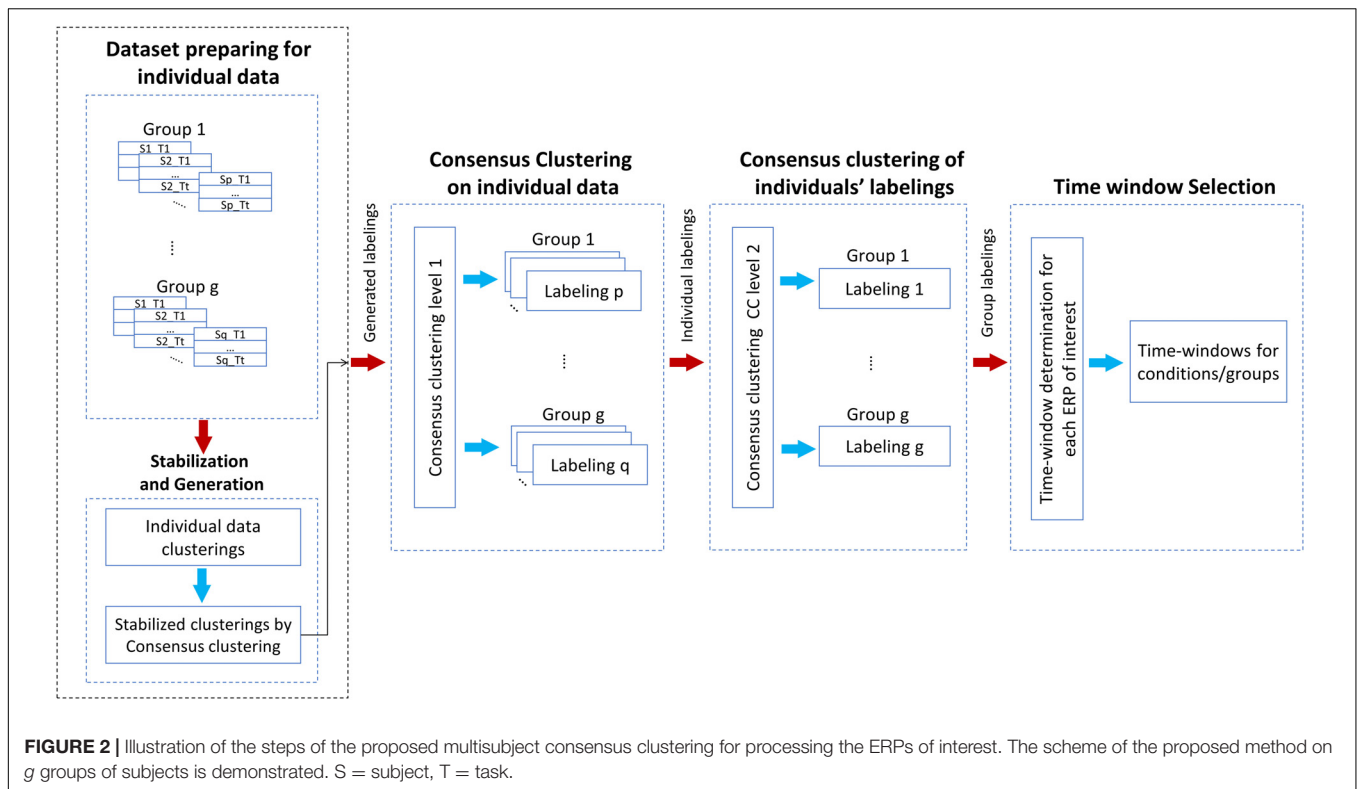 Dataset preparing for
individual data
Group 1
S1_T1
S2_T1
...
S2_Tt
Sp_T1
...
Sp_Tt
Group g
S1_T1
S2_T1
...
S2_Tt
Sq_T1
...
Sq_Tt
Stabilization
and Generation
Individual data
clusterings
Stabilized clusterings by
Consensus clustering
Generated labelings
Consensus Clustering
on individual data
Consensus clustering level 1
Group 1
Labeling p
...
Group g
Labeling q
Individual labelings
Consensus clustering of
individuals’ labelings
Consensus clustering CC level 2
Group 1
Labeling 1
...
Group g
Labeling g
Group labelings
Time window Selection
Time-window determination for
each ERP of interest
Time-windows for
conditions/groups
FIGURE 2 | Illustration of the steps of the proposed multisubject consensus clustering for processing the ERPs of interest. The scheme of the proposed method on
g groups of subjects is demonstrated. S = subject, T = task.